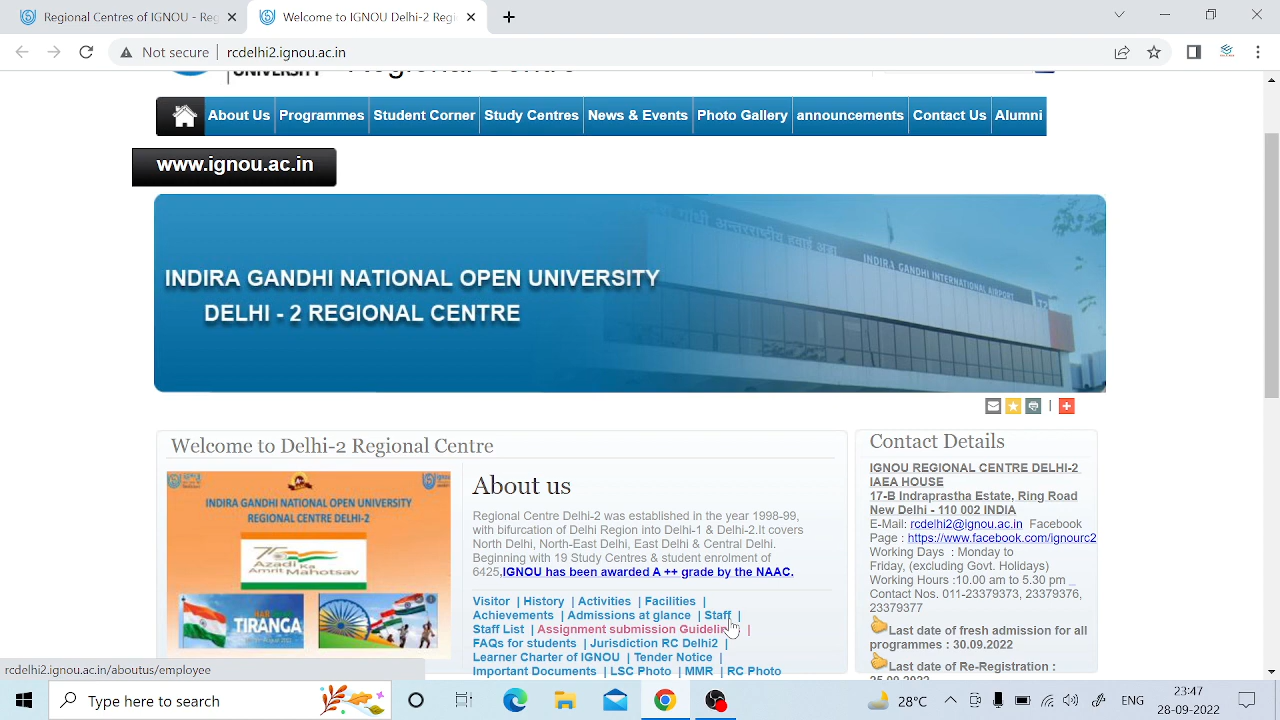 Regional Centres - Ignou of
Not secure
rcdelhi2.ignou.ac.in
UNIVERSITY
Regional Centre
About Us
Programmes
Student Corner
Study Centres
News & Events
Photo Gallery
announcements
Contact Us
Alumni
www.ignou.ac.in
INDIRA GANDHI INTERNATIONAL AIRPORT
T2
INDIRA GANDHI NATIONAL OPEN UNIVERSITY
DELHI - 2 REGIONAL CENTRE
Welcome to Delhi-2 Regional Centre
INDIRA GANDHI NATIONAL OPEN UNIVERSITY
REGIONAL CENTRE DELHI-2
Azadi Ka
Amrit Mahotsav
HAR GHAR
TIRANGA
About us
Regional Centre Delhi-2 was established in the year 1998-99,
with bifurcation of Delhi Region into Delhi-1 & Delhi-2.It covers
North Delhi, North-East Delhi, East Delhi & Central Delhi.
Beginning with 19 Study Centres & student enrolment of
6425,IGNOU has been awarded A ++ grade by the NAAC.
Visitor | History | Activities | Facilities |
Achievements | Admissions at glance | Staff |
Staff List | Assignment submission Guideline |
FAQs for students | Jurisdiction RC Delhi2 |
Learner Charter of IGNOU | Tender Notice |
Important Documents | LSC Photo | MMR | RC Photo
Contact Details
IGNOU REGIONAL CENTRE DELHI-2
IAEA HOUSE
17-B Indraprastha Estate, Ring Road
New Delhi - 110 002 INDIA
E-Mail: rcdelhi2@ignou.ac.in Facebook
Page : https://www.facebook.com/ignourc2
Working Days : Monday to
Friday, (excluding Govt. Holidays)
Working Hours :10.00 am to 5.30 pm _
Contact Nos. 011-23379373, 23379376,
23379377
Last date of fresh admission for all
programmes : 30.09.2022
Last date of Re-Registration :
25.09.2022
rcdelhi2.ignou.ac.in/aboutus/employee
Type here to search
28°C
ENG
23:47
28-09-2022